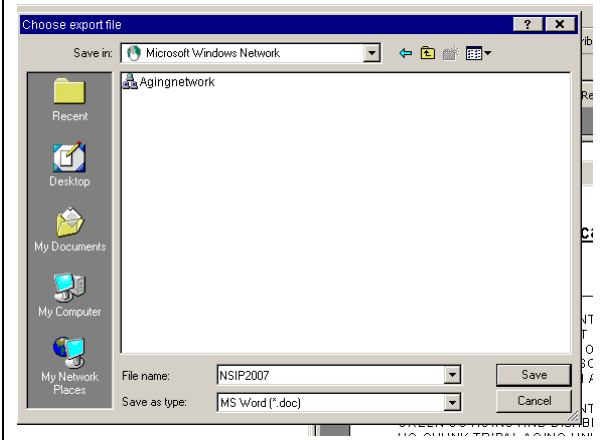 Choose export file
? X
Save in: Microsoft Windows Network
Agingnetwork
Recent
Desktop
My Documents
My Computer
My Network
Places
File name: NSIP2007 Save
Save as type: MS Word (*.doc) Cancel